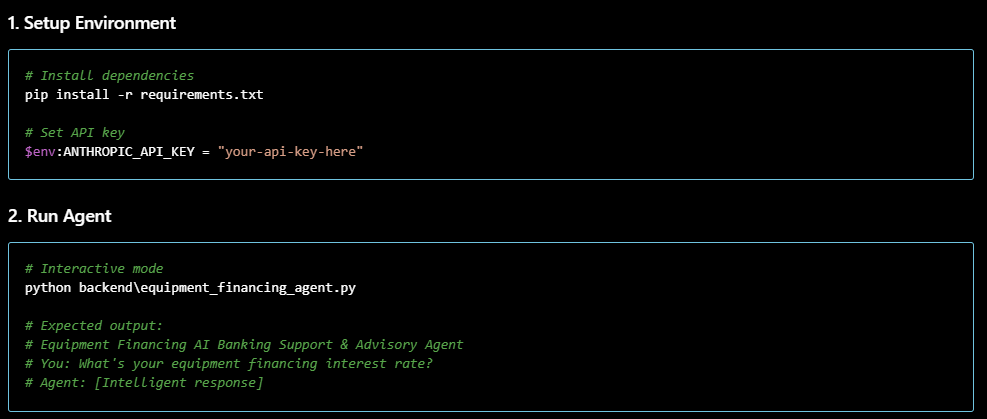 1. Setup Environment
# Install dependencies
pip install -r requirements.txt
# Set API key
$env:ANTHROPIC_API_KEY = "your-api-key-here"
2. Run Agent
# Interactive mode
python backend\equipment_financing_agent.py
# Expected output:
# Equipment Financing AI Banking Support & Advisory Agent
# You: What's your equipment financing interest rate?
# Agent: [Intelligent response]